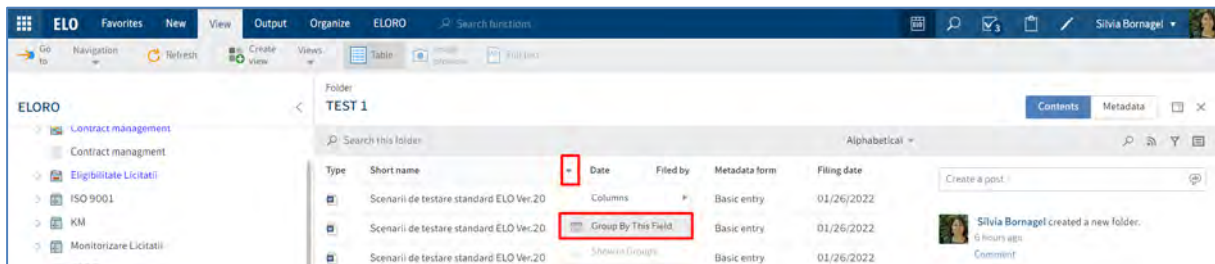 ELO Favorites New View Output Organize ELORO Search functions 3 Silvia Bornagel
Go to Navigation Refresh Create View Views Table
Folder
ELORO TEST 1 Contents Metadata
Contract management
Contract managment Search this folder Alphabetical
Eligibilitate Licitatii Type Short name Date Filed by Metadata form Filing date Create a post
ISO 9001 Scenarii de testare standard ELO Ver.20 Columns Basic entry 01/26/2022
KM Scenarii de testare standard ELO Ver.20 Group By This Field Basic entry 01/26/2022 Silvia Bornagel created a new folder.
6 hours ago
Monitorizare Licitatii Scenarii de testare standard ELO Ver.20 Show in Groups Basic entry 01/26/2022 Comment